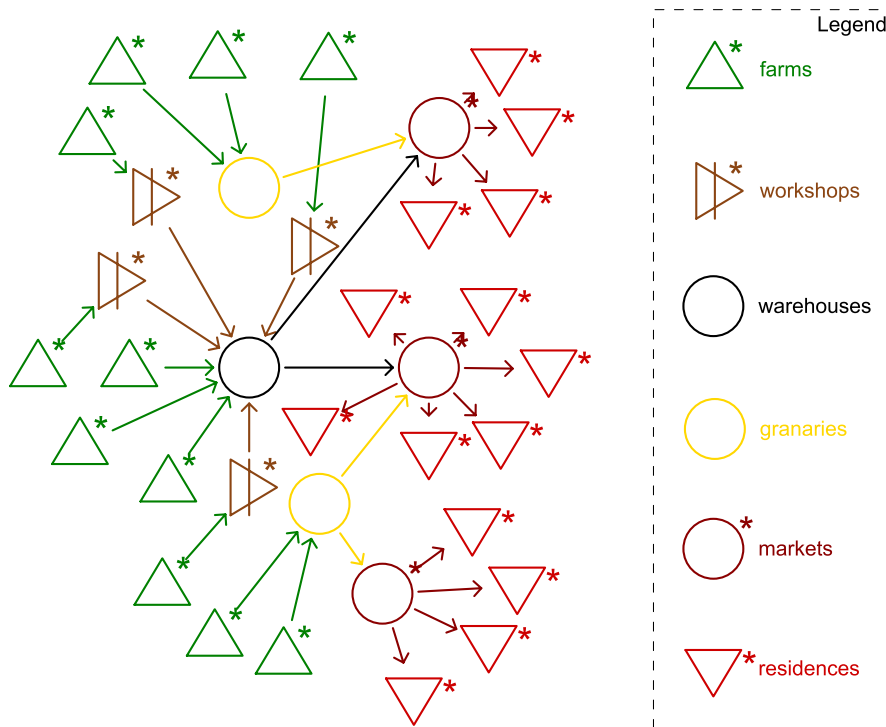 Legend
farms
workshops
warehouses
granaries
markets
residences